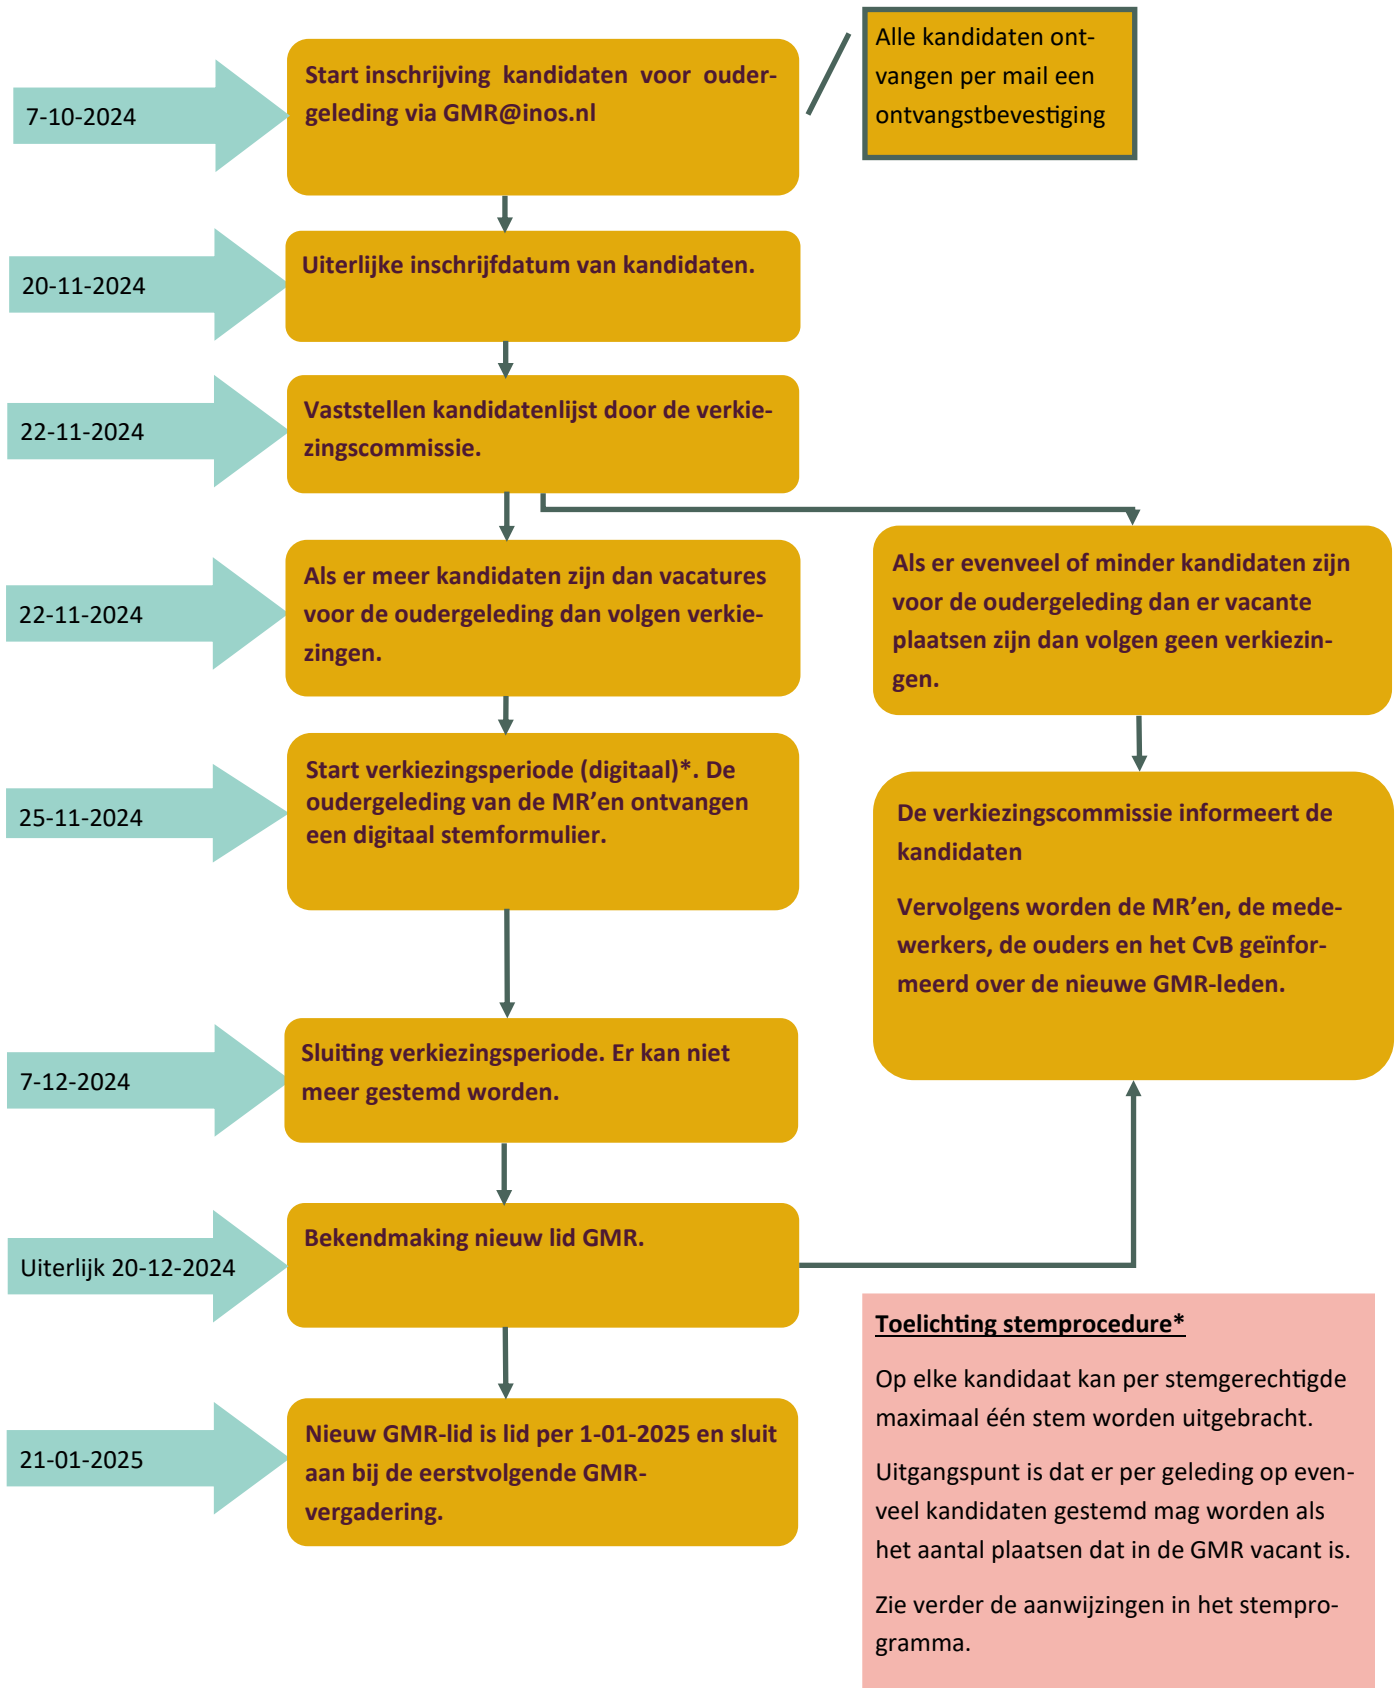 7-10-2024
Start inschrijving kandidaten voor ouder-
geleding via GMR@inos.nl
Alle kandidaten ont-
vangen per mail een
ontvangstbevestiging
20-11-2024
Uiterlijke inschrijfdatum van kandidaten.
22-11-2024
Vaststellen kandidatenlijst door de verkie-
zingscommissie.
22-11-2024
Als er meer kandidaten zijn dan vacatures
voor de oudergeleding dan volgen verkie-
zingen.
Als er evenveel of minder kandidaten zijn
voor de oudergeleding dan er vacante
plaatsen zijn dan volgen geen verkiezin-
gen.
25-11-2024
Start verkiezingsperiode (digitaal)*. De
oudergeleding van de MR’en ontvangen
een digitaal stemformulier.
De verkiezingscommissie informeert de
kandidaten
Vervolgens worden de MR’en, de mede-
werkers, de ouders en het CvB geïnfor-
meerd over de nieuwe GMR-leden.
7-12-2024
Sluiting verkiezingsperiode. Er kan niet
meer gestemd worden.
Uiterlijk 20-12-2024
Bekendmaking nieuw lid GMR.
21-01-2025
Nieuw GMR-lid is lid per 1-01-2025 en sluit
aan bij de eerstvolgende GMR-
vergadering.
Toelichting stemprocedure*
Op elke kandidaat kan per stemgerechtigde
maximaal één stem worden uitgebracht.
Uitgangspunt is dat er per geleding op even-
veel kandidaten gestemd mag worden als
het aantal plaatsen dat in de GMR vacant is.
Zie verder de aanwijzingen in het stempro-
gramma.